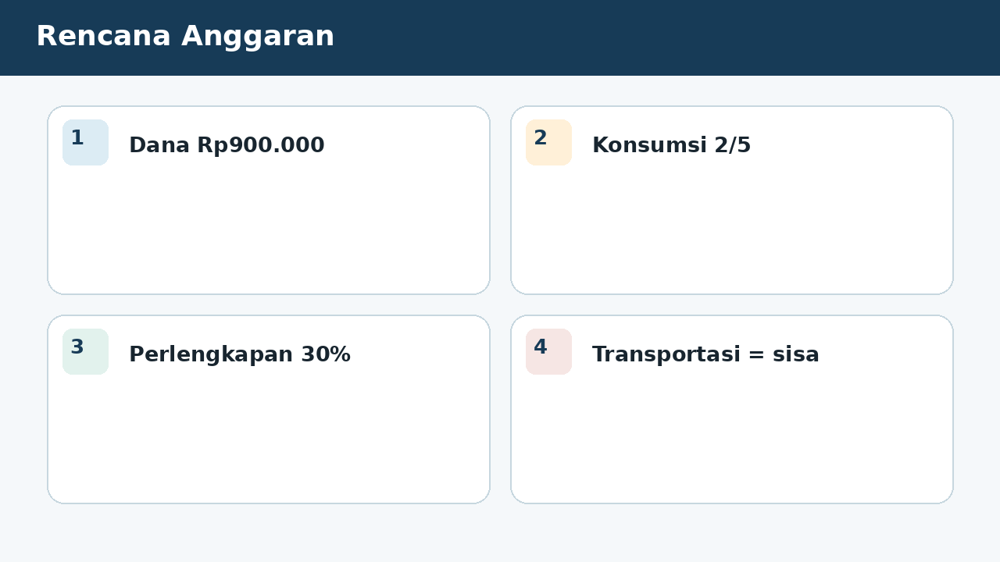 Rencana Anggaran
1
Dana Rp900.000
2
Konsumsi 2/5
3
Perlengkapan 30%
4
Transportasi = sisa